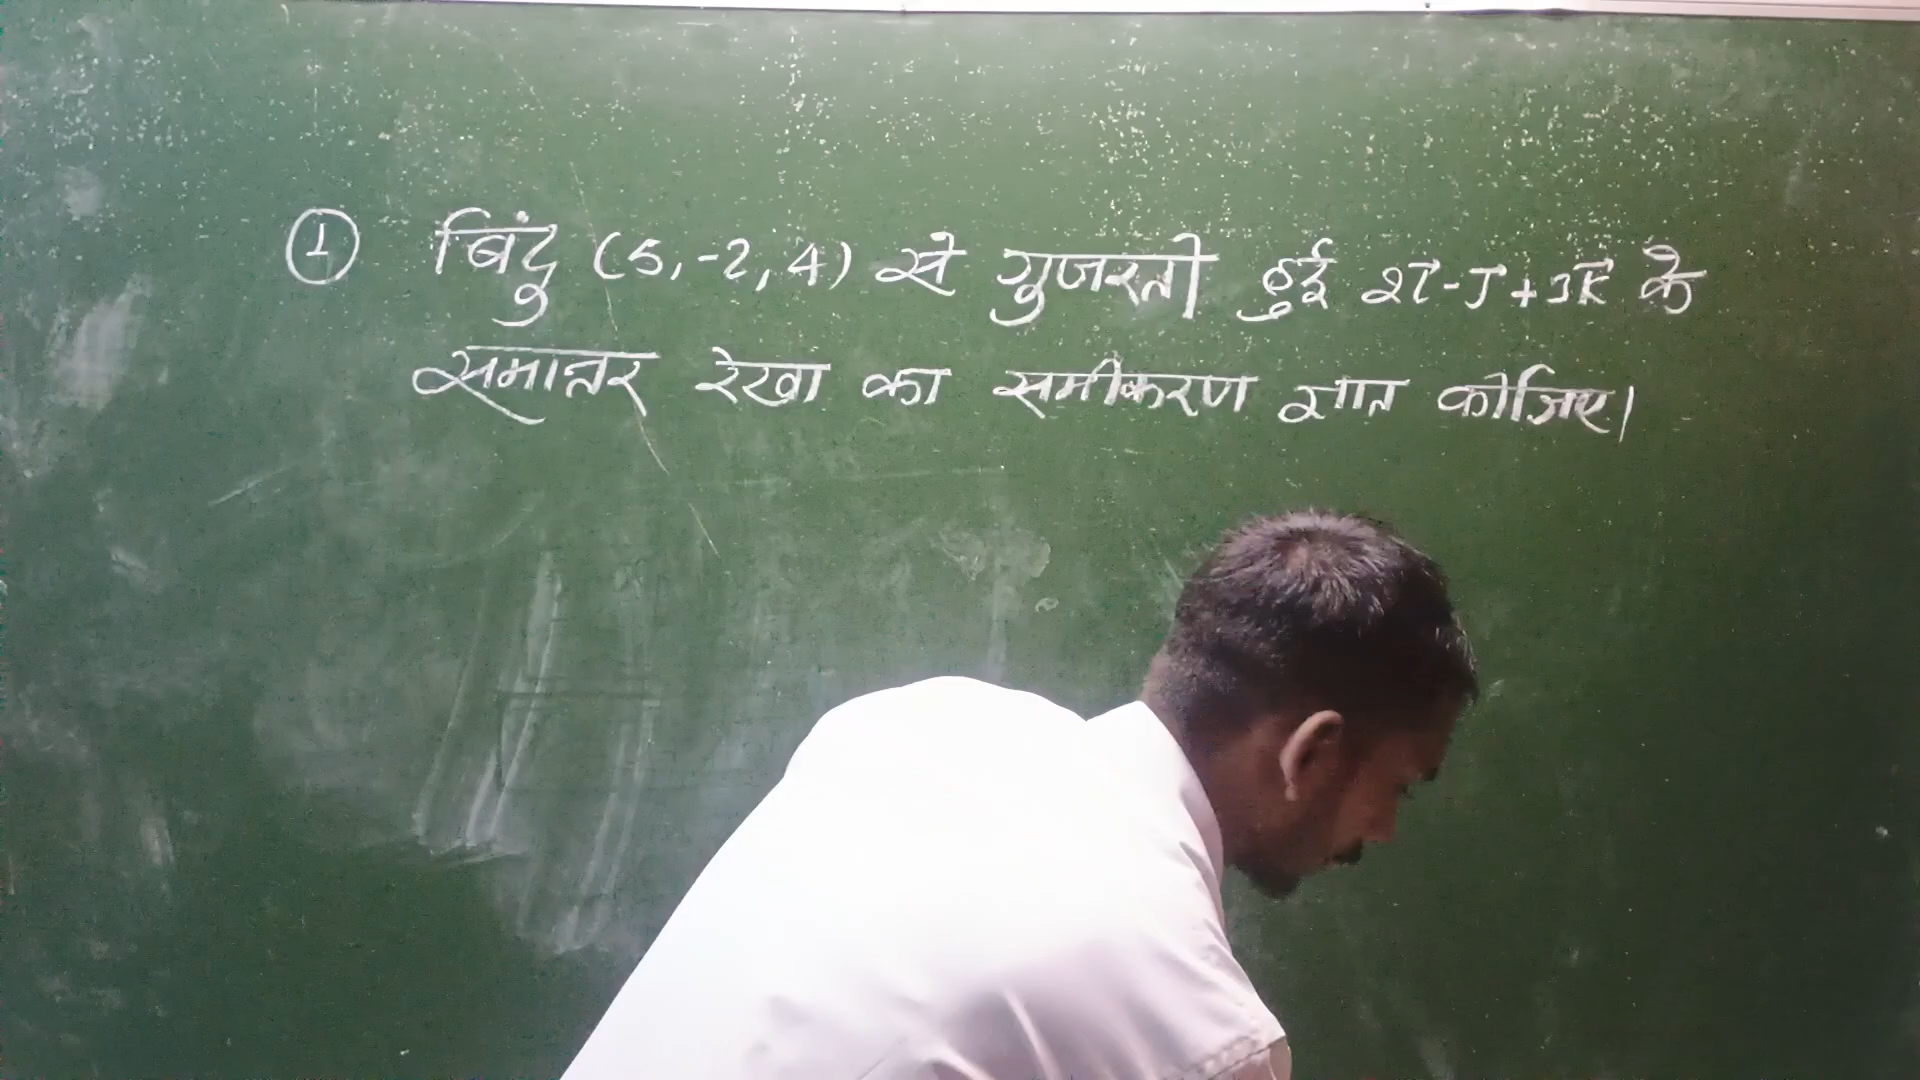 ① बिंदु (5,-2,4) से गुजरती हुई 2i-j+3k के
समान्तर रेखा का समीकरण ज्ञात कीजिए।